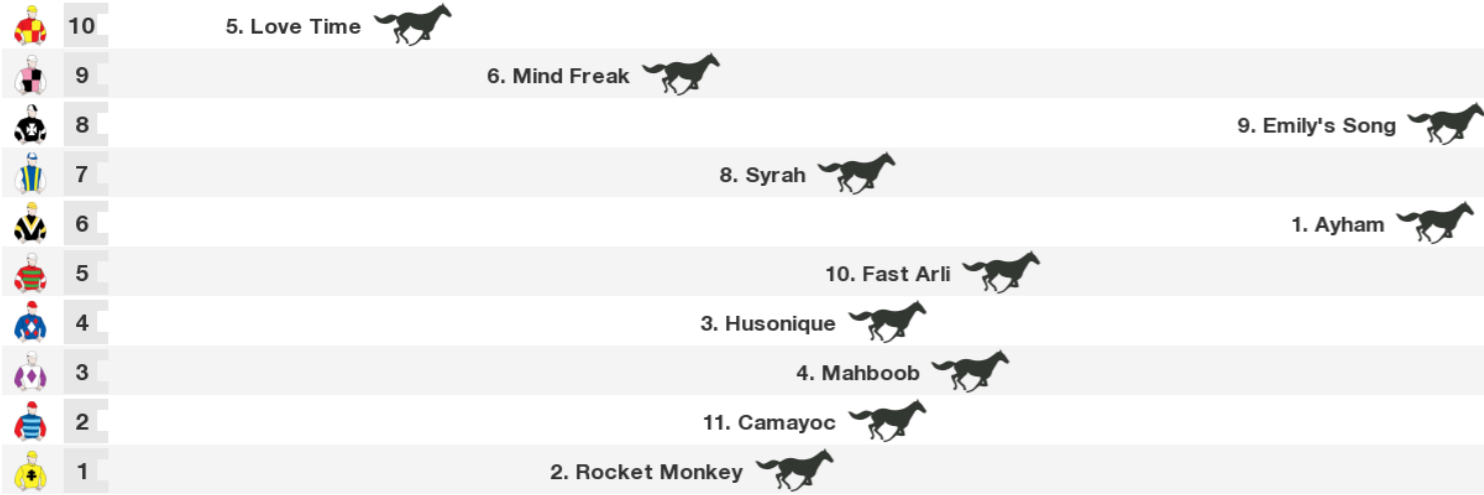 10 5. Love Time
9 6. Mind Freak
8 9. Emily's Song
7 8. Syrah
6 1. Ayham
5 10. Fast Arli
4 3. Husonique
3 4. Mahboob
2 11. Camayoc
1 2. Rocket Monkey